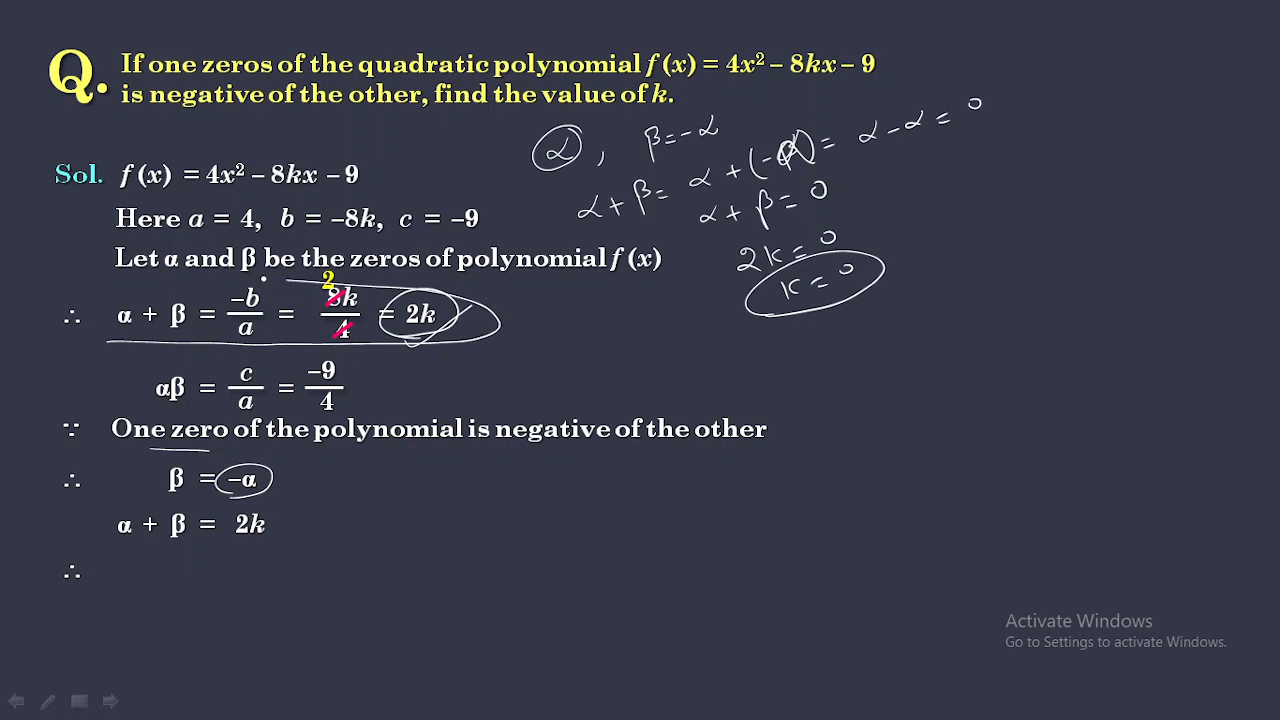 Q. If one zeros of the quadratic polynomial f(x) = 4x² – 8kx – 9
is negative of the other, find the value of k.
α, β = –α
α + β = α + (–α) = α – α = 0
α + β = 0
2k = 0
k = 0
Sol. f(x) = 4x² – 8kx – 9
Here a = 4, b = –8k, c = –9
Let α and β be the zeros of polynomial f(x)
2
∴ α + β = –b/a = 8k/4 = 2k
αβ = c/a = –9/4
∵ One zero of the polynomial is negative of the other
∴ β = –α
α + β = 2k
∴
Activate Windows
Go to Settings to activate Windows.